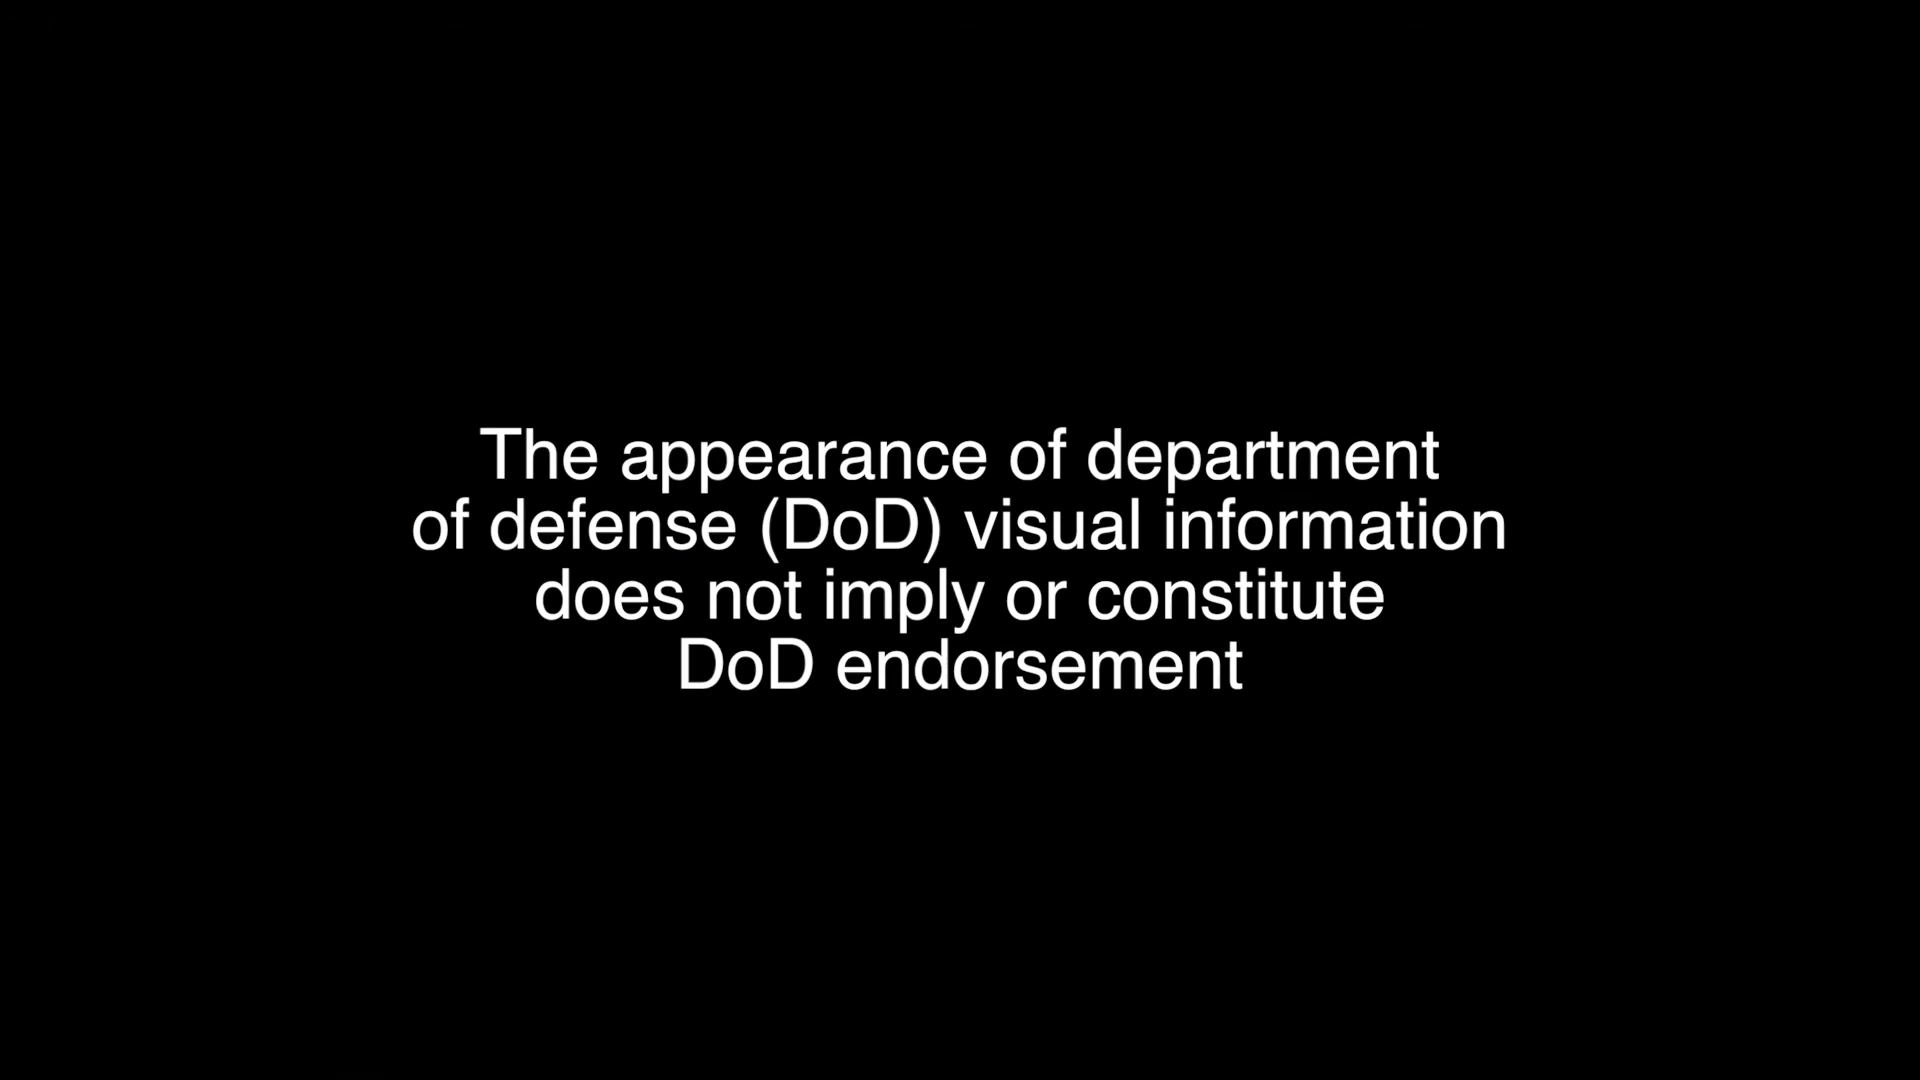 The appearance of department
of defense (DoD) visual information
does not imply or constitute
DoD endorsement